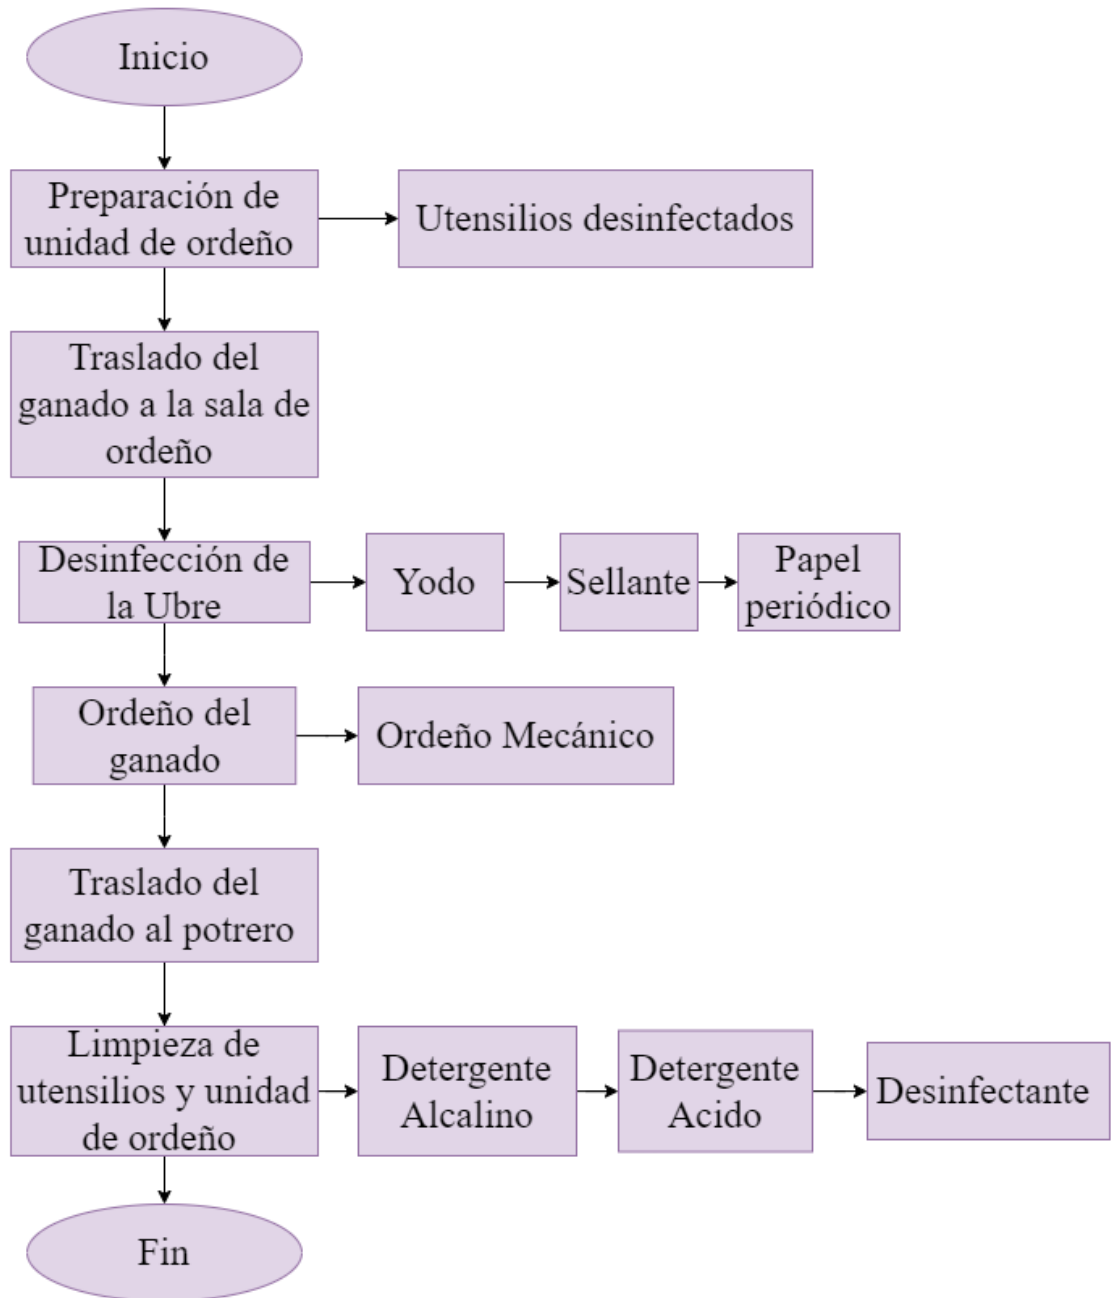 Inicio
Preparación de
unidad de ordeño
Utensilios desinfectados
Traslado del
ganado a la sala de
ordeño
Desinfección de
la Ubre
Yodo
Sellante
Papel
periódico
Ordeño del
ganado
Ordeño Mecánico
Traslado del
ganado al potrero
Limpieza de
utensilios y unidad
de ordeño
Detergente
Alcalino
Detergente
Acido
Desinfectante
Fin